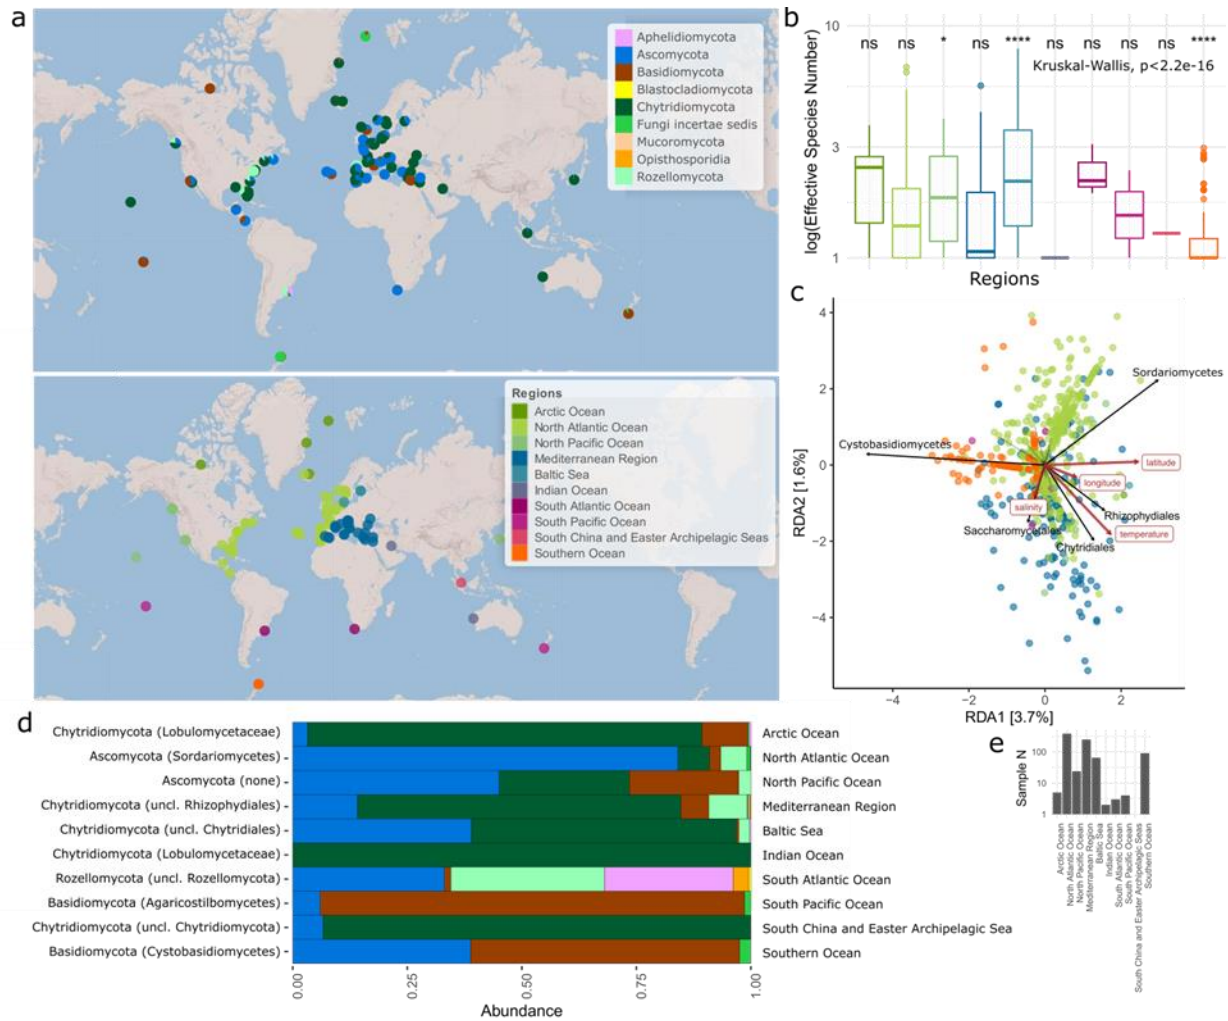 a
Aphelidiomycota
Ascomycota
Basidiomycota
Blastocladiomycota
Chytridiomycota
Fungi incertae sedis
Mucoromycota
Opisthosporidia
Rozellomycota
Regions
Arctic Ocean
North Atlantic Ocean
North Pacific Ocean
Mediterranean Region
Baltic Sea
Indian Ocean
South Atlantic Ocean
South Pacific Ocean
South China and Easter Archipelagic Seas
Southern Ocean
b
log(Effective Species Number)
10
3
1
ns ns * ns **** ns ns ns ns ****
Kruskal-Wallis, p<2.2e-16
Regions
c
RDA2 [1.6%]
4
2
0
−2
−4
Sordariomycetes
Cystobasidiomycetes
latitude
longitude
salinity
Rhizophydiales
Saccharomycetales
temperature
Chytridiales
−4 −2 0 2
RDA1 [3.7%]
d
Chytridiomycota (Lobulomycetaceae) Arctic Ocean
Ascomycota (Sordariomycetes) North Atlantic Ocean
Ascomycota (none) North Pacific Ocean
Chytridiomycota (uncl. Rhizophydiales) Mediterranean Region
Chytridiomycota (uncl. Chytridiales) Baltic Sea
Chytridiomycota (Lobulomycetaceae) Indian Ocean
Rozellomycota (uncl. Rozellomycota) South Atlantic Ocean
Basidiomycota (Agaricostilbomycetes) South Pacific Ocean
Chytridiomycota (uncl. Chytridiomycota) South China and Easter Archipelagic Sea
Basidiomycota (Cystobasidiomycetes) Southern Ocean
0.00 0.25 0.50 0.75 1.00
Abundance
e
Sample N
100
10
1
Arctic Ocean
North Atlantic Ocean
North Pacific Ocean
Mediterranean Region
Baltic Sea
Indian Ocean
South Atlantic Ocean
South Pacific Ocean
South China and Easter Archipelagic Seas
Southern Ocean